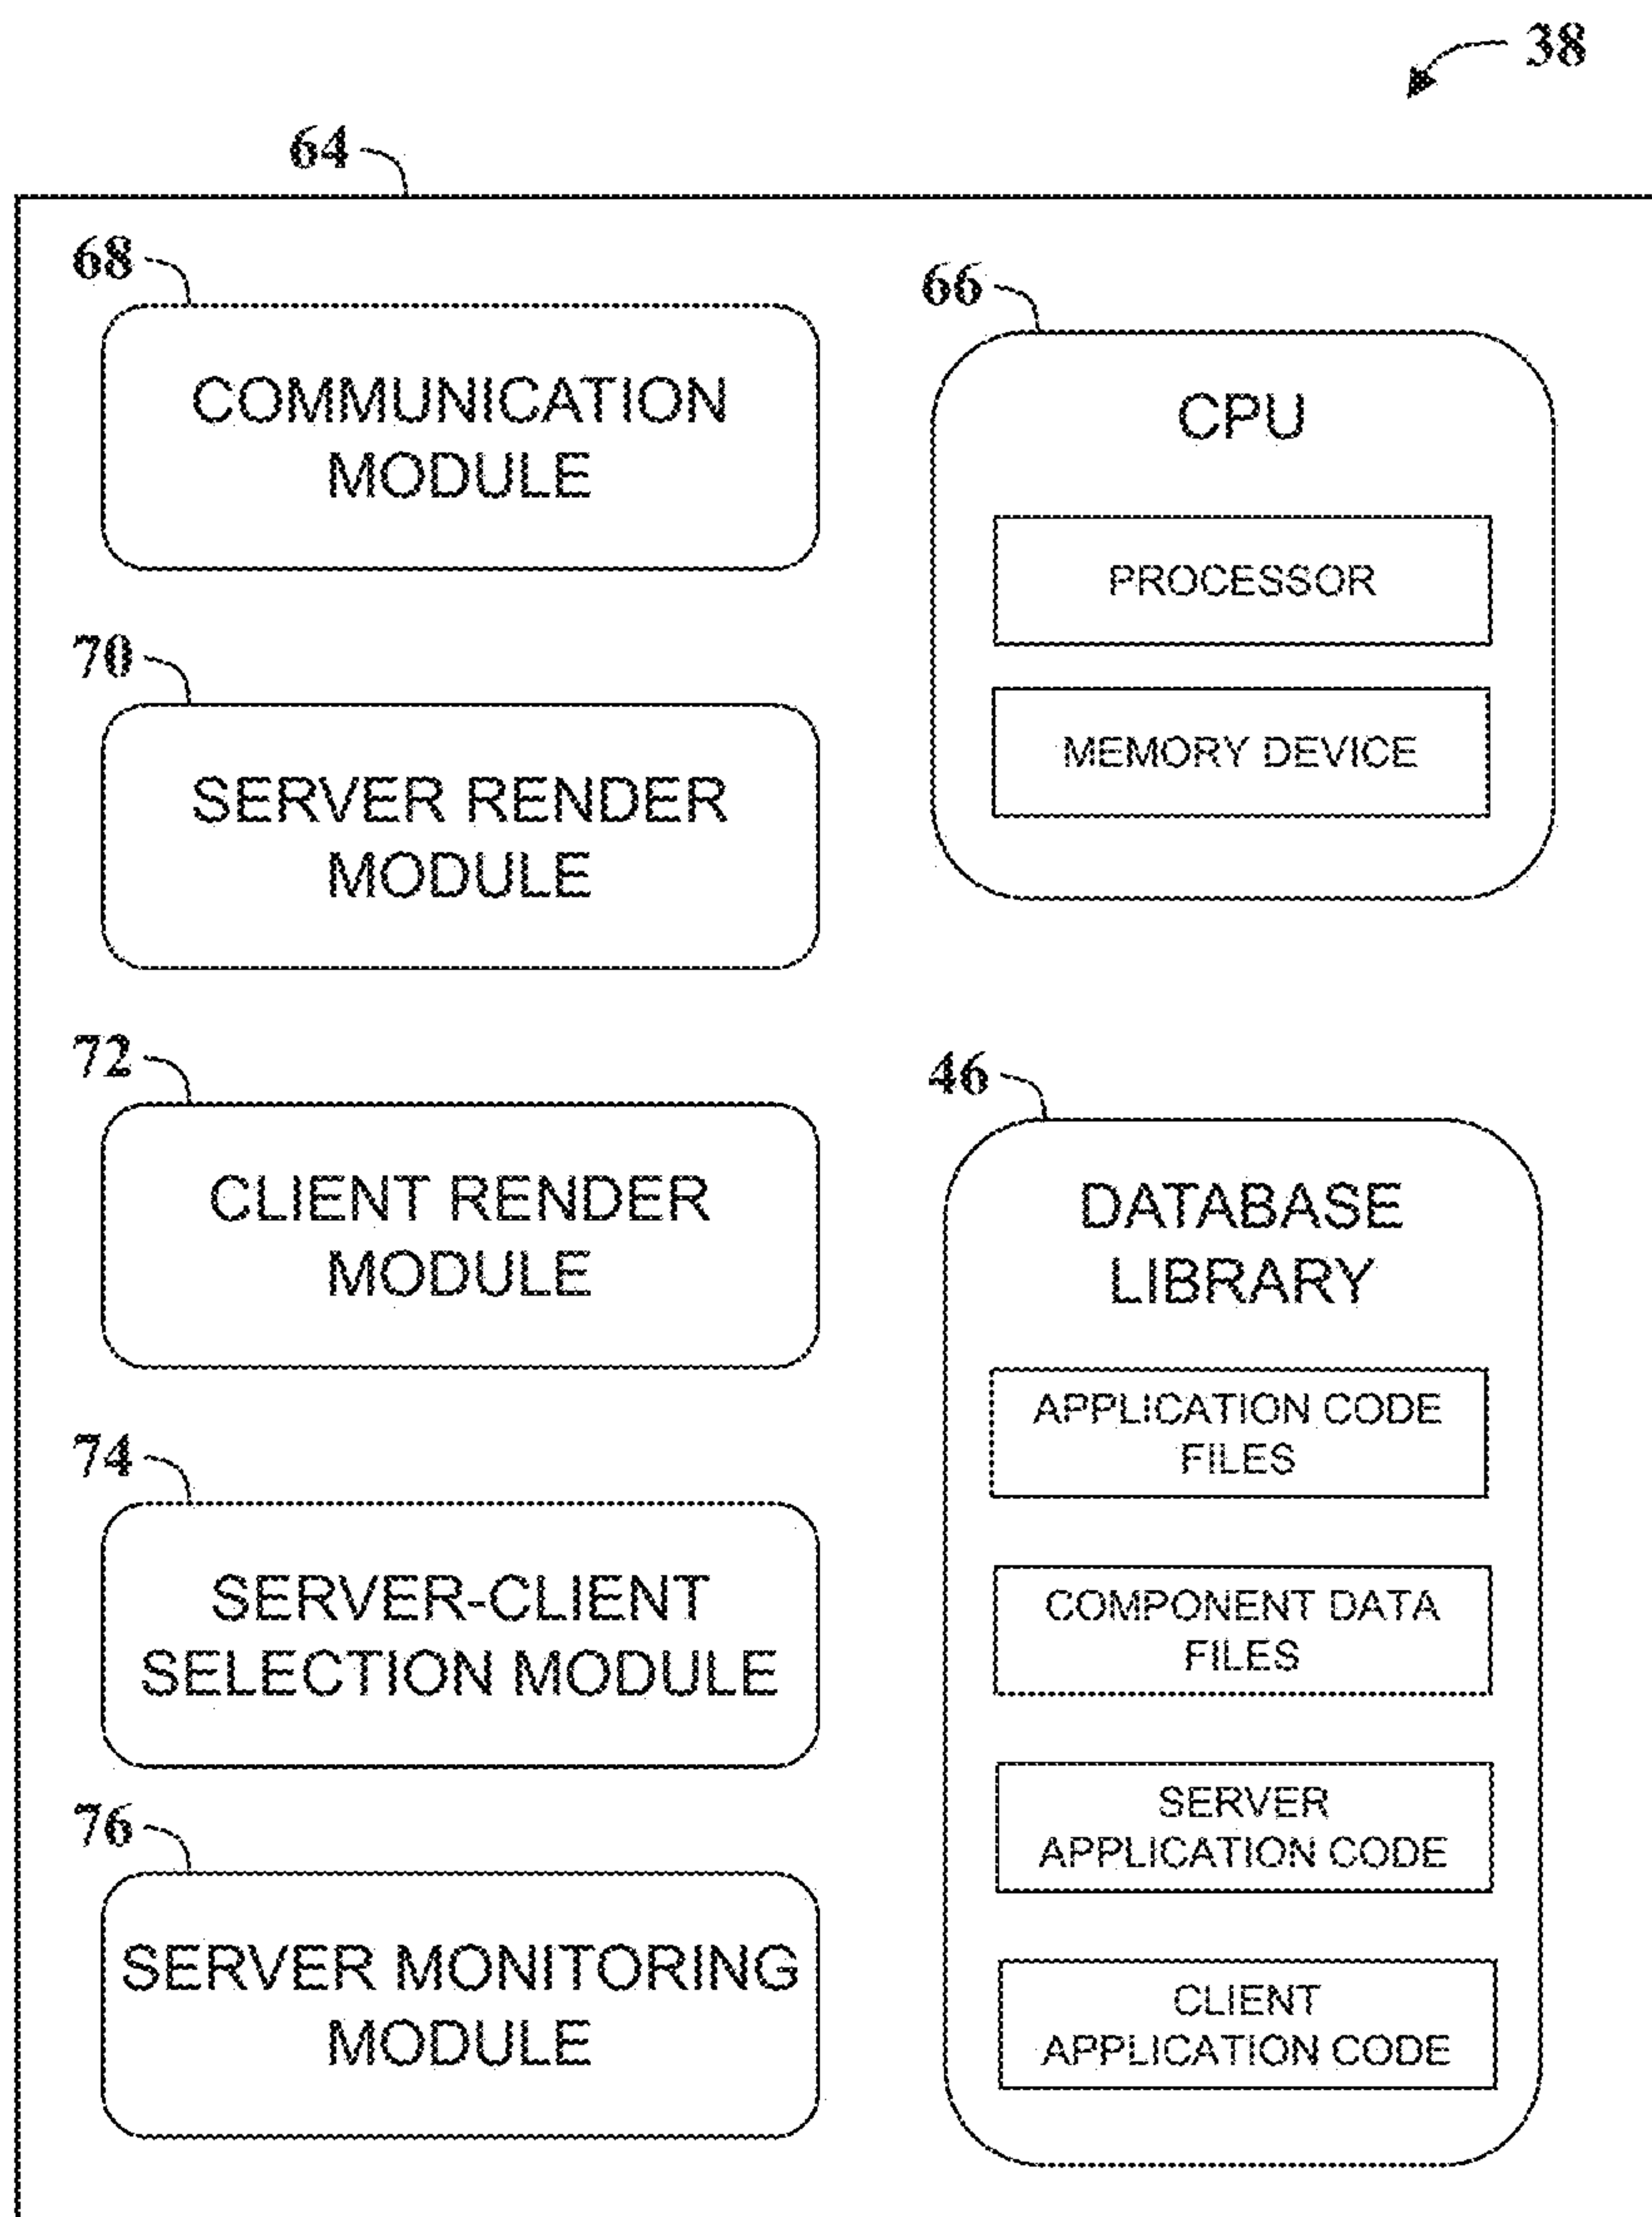 38
64
68
COMMUNICATION
MODULE
70
SERVER RENDER
MODULE
72
CLIENT RENDER
MODULE
74
SERVER-CLIENT
SELECTION MODULE
76
SERVER MONITORING
MODULE
66
CPU
PROCESSOR
MEMORY DEVICE
46
DATABASE
LIBRARY
APPLICATION CODE
FILES
COMPONENT DATA
FILES
SERVER
APPLICATION CODE
CLIENT
APPLICATION CODE